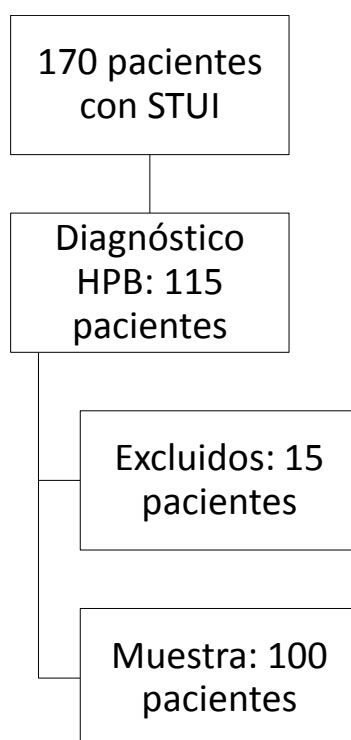 170 pacientes
con STUI
Diagnóstico
HPB: 115
pacientes
Excluidos: 15
pacientes
Muestra: 100
pacientes